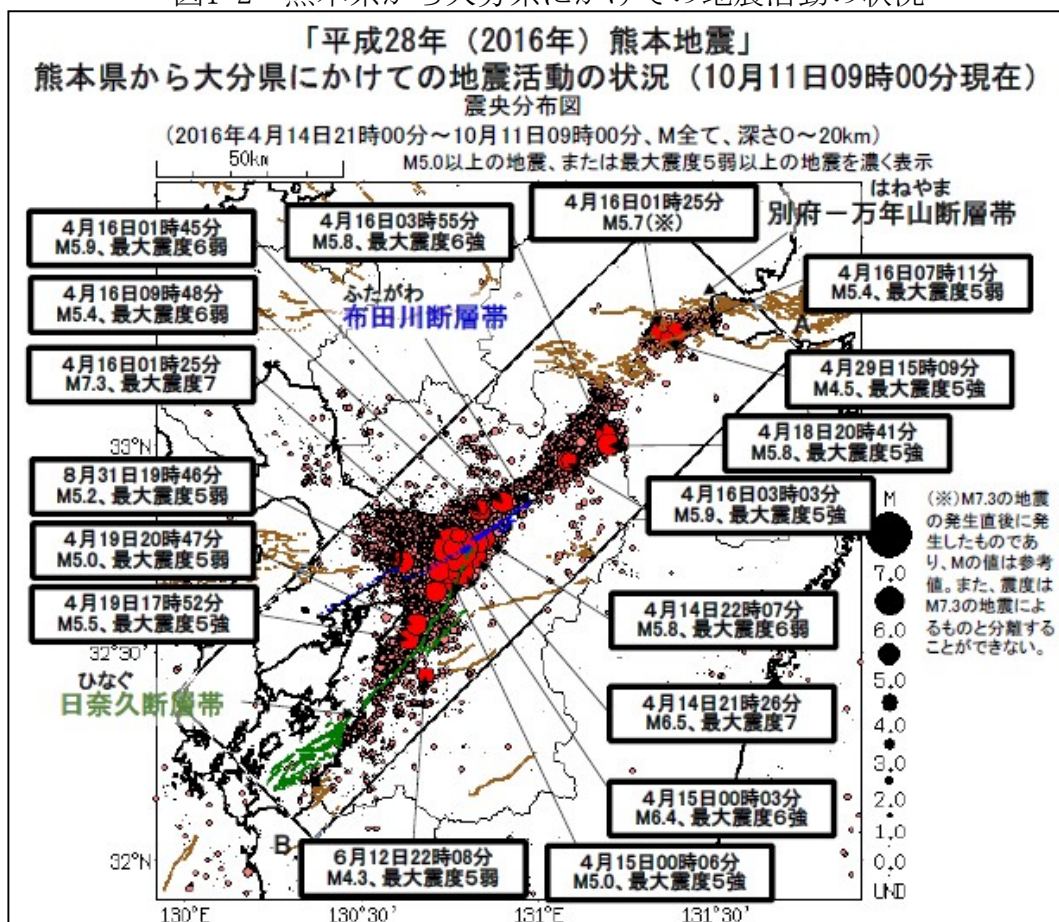 図1-2 熊本県から大分県にかけての地震活動の状況
「平成28年（2016年）熊本地震」
熊本県から大分県にかけての地震活動の状況（10月11日09時00分現在）
震央分布図
（2016年4月14日21時00分～10月11日09時00分、M全て、深さ0～20km）
50km
M5.0以上の地震、または最大震度5弱以上の地震を濃く表示
はねやま
別府－万年山断層帯
4月16日01時45分
M5.9、最大震度6弱
4月16日03時55分
M5.8、最大震度6強
4月16日01時25分
M5.7(※)
4月16日07時11分
M5.4、最大震度5弱
4月16日09時48分
M5.4、最大震度6弱
ふたがわ
布田川断層帯
A
4月16日01時25分
M7.3、最大震度7
4月29日15時09分
M4.5、最大震度5強
4月18日20時41分
M5.8、最大震度5強
33°N
8月31日19時46分
M5.2、最大震度5弱
4月16日03時03分
M5.9、最大震度5強
4月19日20時47分
M5.0、最大震度5弱
4月19日17時52分
M5.5、最大震度5強
4月14日22時07分
M5.8、最大震度6弱
32°30′
ひなぐ
日奈久断層帯
4月14日21時26分
M6.5、最大震度7
4月15日00時03分
M6.4、最大震度6強
B
6月12日22時08分
M4.3、最大震度5弱
4月15日00時06分
M5.0、最大震度5強
32°N
130°E
130°30′
131°E
131°30′
M
7.0
6.0
5.0
4.0
3.0
2.0
1.0
0.0
UND
(※)M7.3の地震
の発生直後に発
生したものであ
り、Mの値は参考
値。また、震度は
M7.3の地震によ
るものと分離する
ことができない。